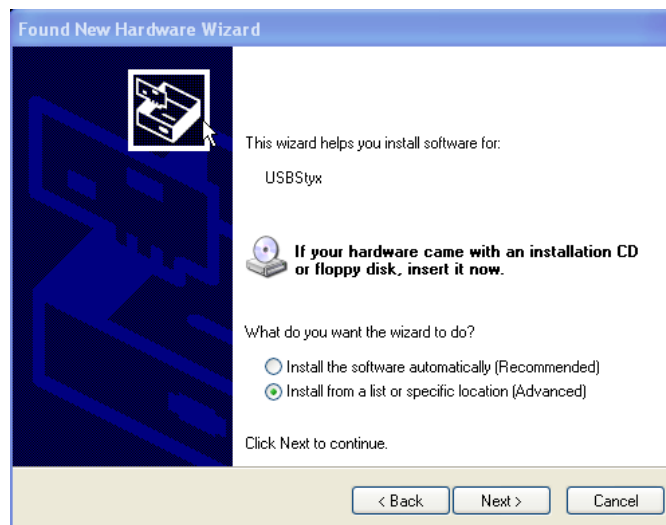 Found New Hardware Wizard
This wizard helps you install software for:
USBStyx
If your hardware came with an installation CD
or floppy disk, insert it now.
What do you want the wizard to do?
Install the software automatically (Recommended)
Install from a list or specific location (Advanced)
Click Next to continue.
< Back Next > Cancel